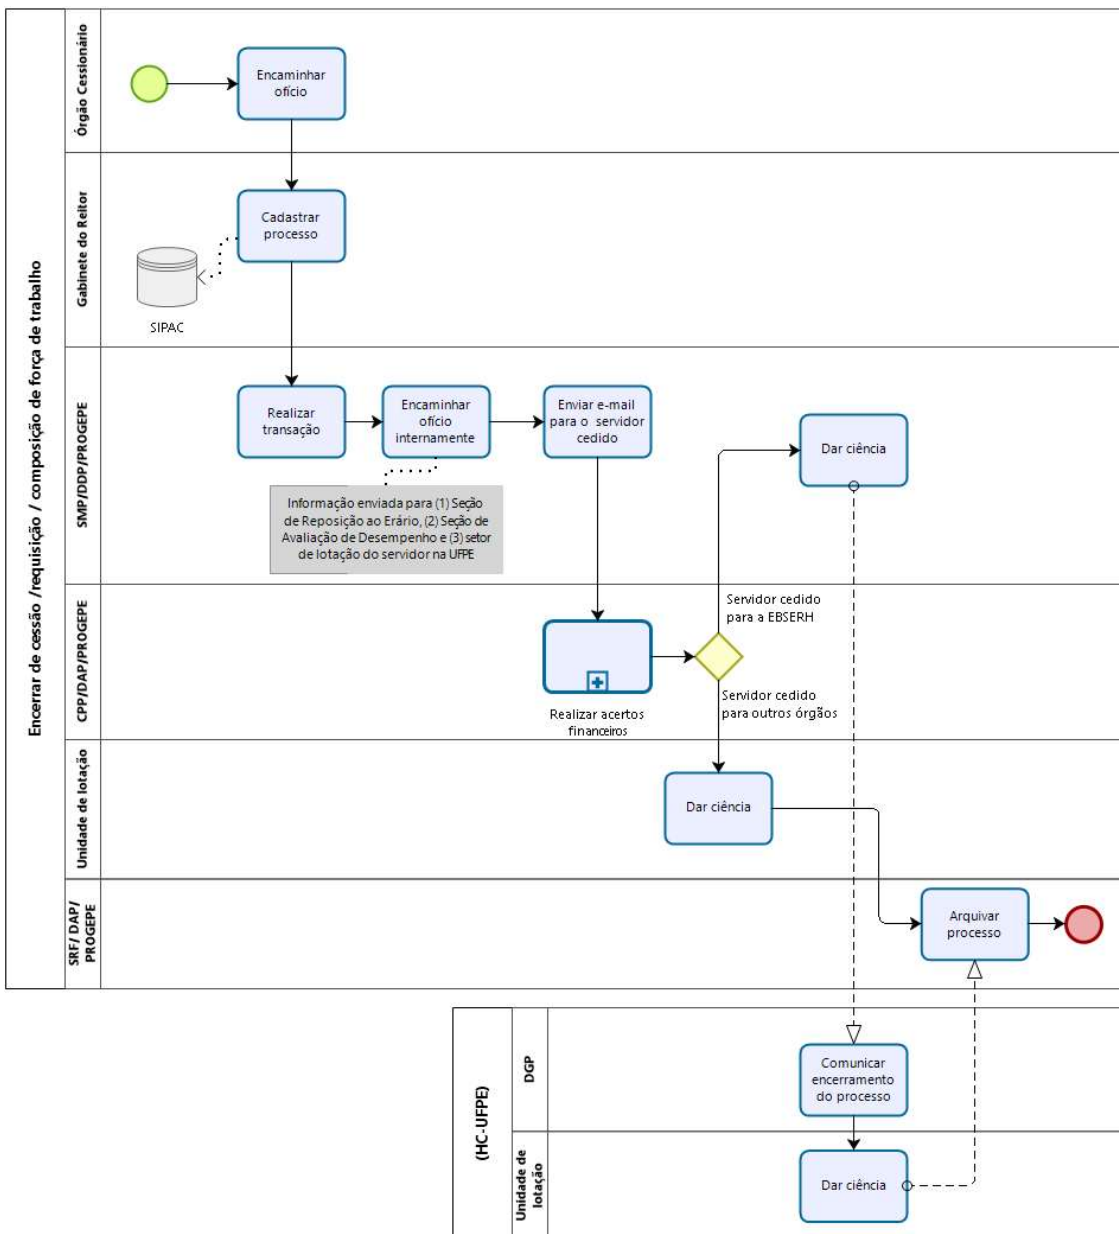 Encerrar de cessão /requisição / composição de força de trabalho
Órgão Cessionário
Encaminhar
ofício
Gabinete do Reitor
Cadastrar
processo
SIPAC
SMP/DDP/PROGEPE
Realizar
transação
Encaminhar
ofício
internamente
Enviar e-mail
para o servidor
cedido
Dar ciência
Informação enviada para (1) Seção
de Reposição ao Erário, (2) Seção de
Avaliação de Desempenho e (3) setor
de lotação do servidor na UFPE
CPP/DAP/PROGEPE
Servidor cedido
para a EBSERH
Realizar acertos
financeiros
Servidor cedido
para outros órgãos
Unidade de lotação
Dar ciência
SRF/ DAP/
PROGEPE
Arquivar
processo
(HC-UFPE)
DGP
Comunicar
encerramento
do processo
Unidade de
lotação
Dar ciência